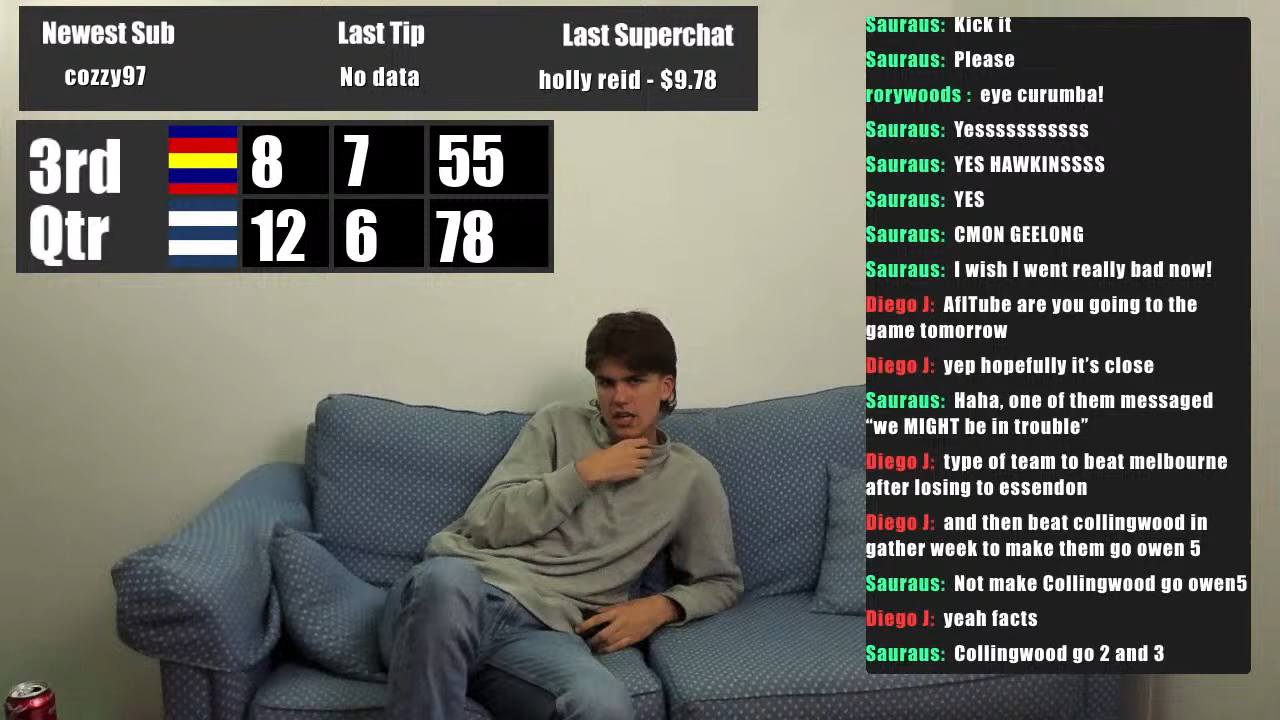 Newest Sub
cozzy97
Last Tip
No data
Last Superchat
holly reid - $9.78
3rd
Qtr
8 7 55
12 6 78
Sauraus: Kick it
Sauraus: Please
rorywoods : eye curumba!
Sauraus: Yesssssssssss
Sauraus: YES HAWKINSSSS
Sauraus: YES
Sauraus: CMON GEELONG
Sauraus: I wish I went really bad now!
Diego J: AflTube are you going to the
game tomorrow
Diego J: yep hopefully it’s close
Sauraus: Haha, one of them messaged
“we MIGHT be in trouble”
Diego J: type of team to beat melbourne
after losing to essendon
Diego J: and then beat collingwood in
gather week to make them go owen 5
Sauraus: Not make Collingwood go owen5
Diego J: yeah facts
Sauraus: Collingwood go 2 and 3